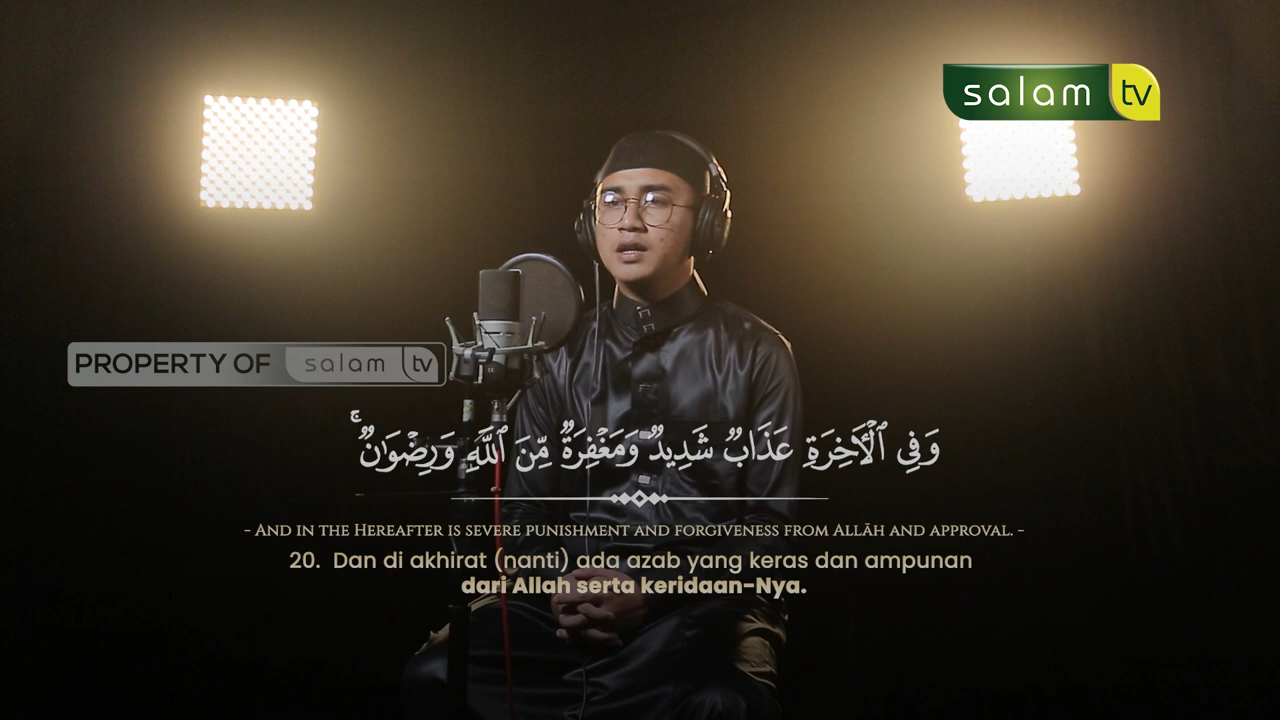 salam tv
PROPERTY OF salam tv
وَفِي ٱلْأَخِرَةِ عَذَابٌ شَدِيدٌ وَمَغْفِرَةٌ مِّنَ ٱللَّهِ وَرِضْوَانٌ ۚ
- And in the Hereafter is severe punishment and forgiveness from Allāh and approval. -
20. Dan di akhirat (nanti) ada azab yang keras dan ampunan
dari Allah serta keridaan-Nya.